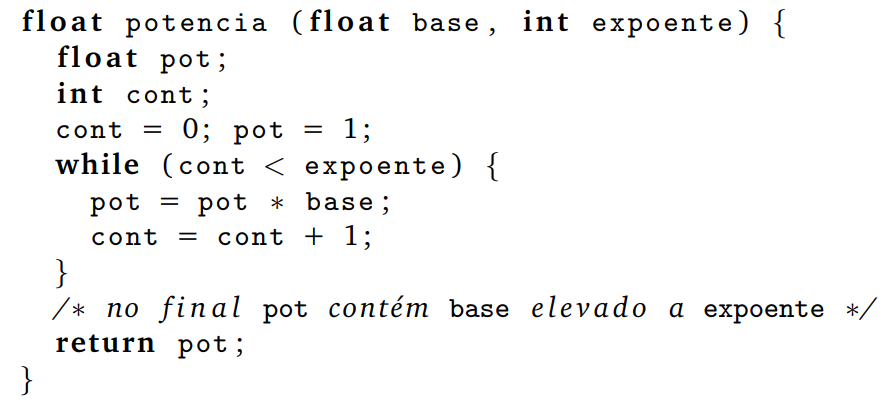 float potencia (float base, int expoente) {
  float pot;
  int cont;
  cont = 0; pot = 1;
  while (cont < expoente) {
    pot = pot * base;
    cont = cont + 1;
  }
  /* no final pot contém base elevado a expoente */
  return pot;
}